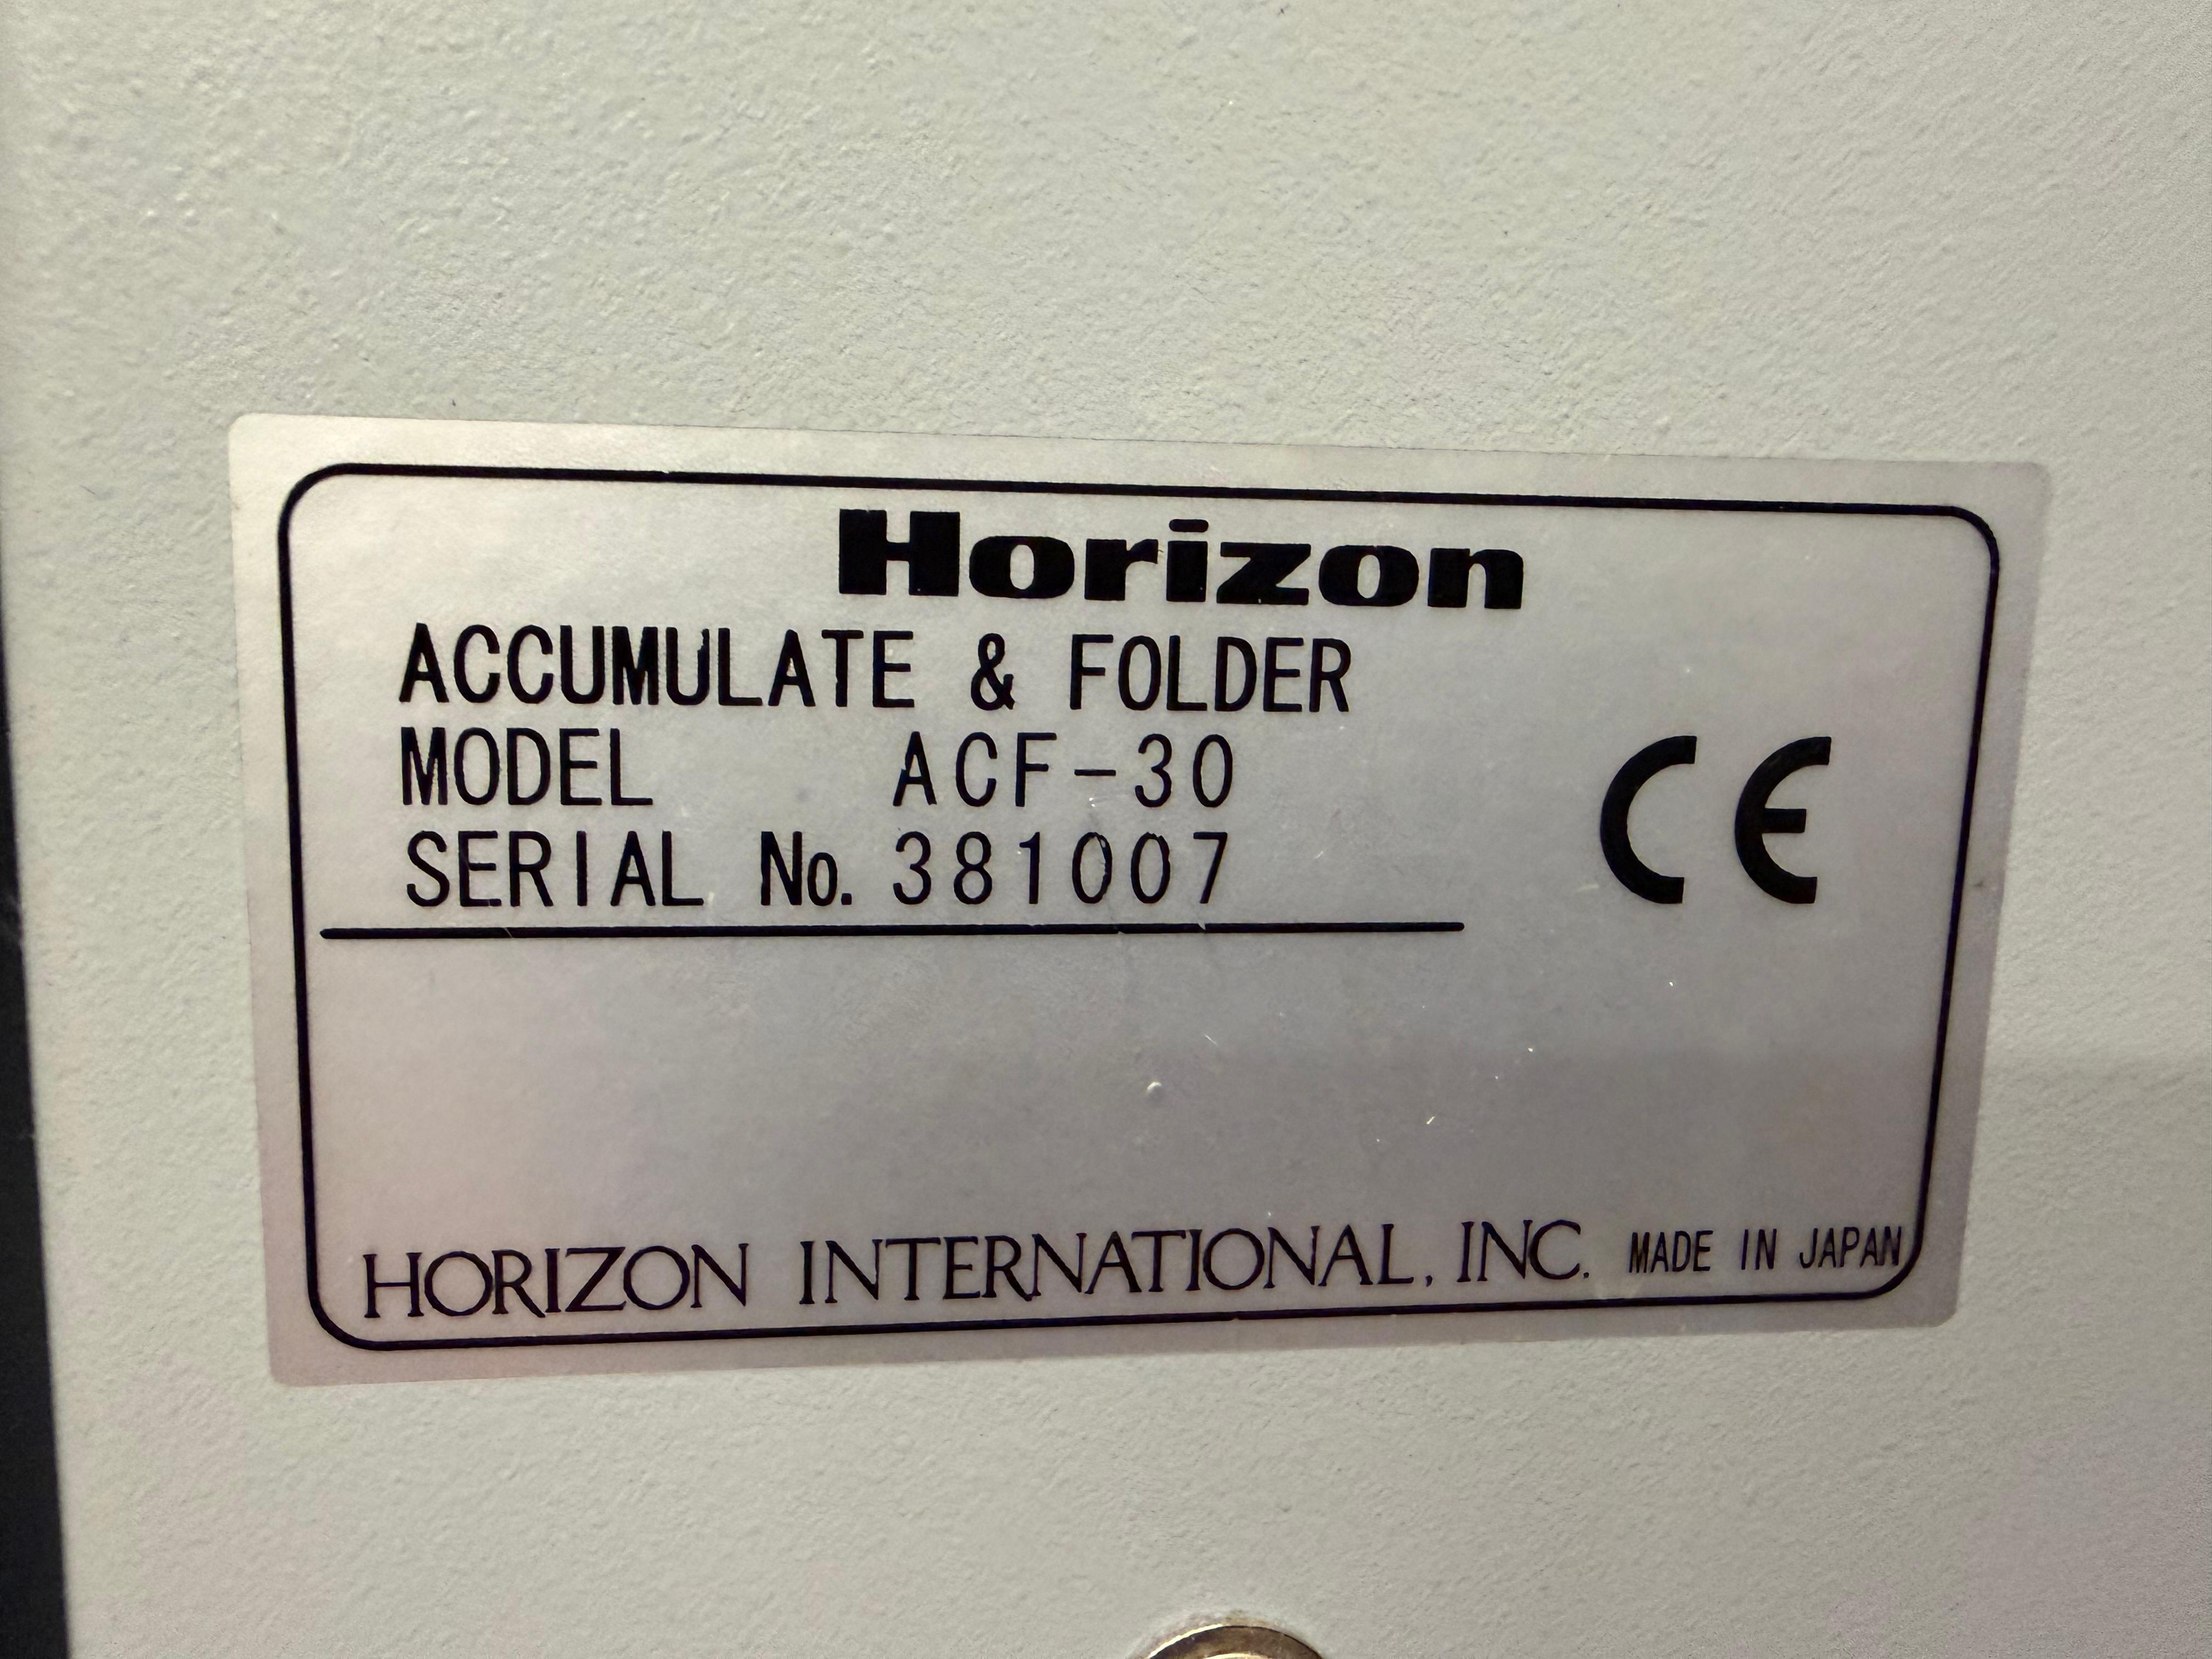 Horizon
ACCUMULATE & FOLDER
MODEL ACF-30
SERIAL No. 381007
CE
HORIZON INTERNATIONAL, INC. MADE IN JAPAN